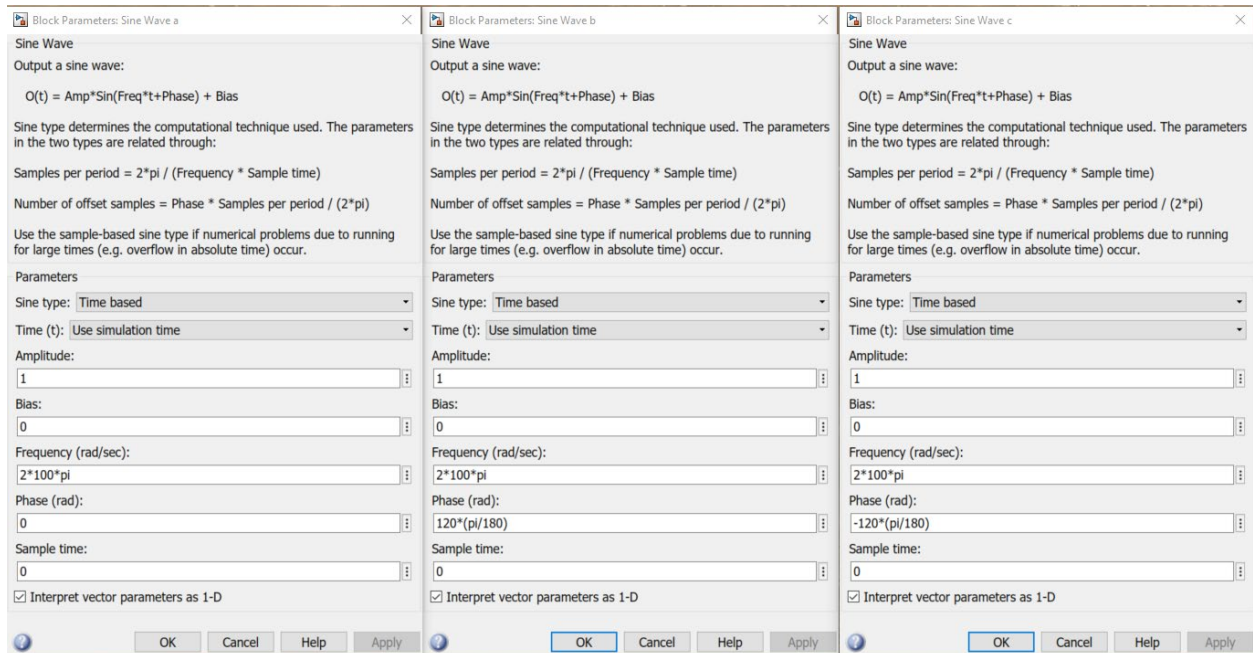 Block Parameters: Sine Wave a
Sine Wave
Output a sine wave:
O(t) = Amp*Sin(Freq*t+Phase) + Bias
Sine type determines the computational technique used. The parameters
in the two types are related through:
Samples per period = 2*pi / (Frequency * Sample time)
Number of offset samples = Phase * Samples per period / (2*pi)
Use the sample-based sine type if numerical problems due to running
for large times (e.g. overflow in absolute time) occur.
Parameters
Sine type: Time based
Time (t): Use simulation time
Amplitude:
1
Bias:
0
Frequency (rad/sec):
2*100*pi
Phase (rad):
0
Sample time:
0
Interpret vector parameters as 1-D
OK Cancel Help Apply
Block Parameters: Sine Wave b
Sine Wave
Output a sine wave:
O(t) = Amp*Sin(Freq*t+Phase) + Bias
Sine type determines the computational technique used. The parameters
in the two types are related through:
Samples per period = 2*pi / (Frequency * Sample time)
Number of offset samples = Phase * Samples per period / (2*pi)
Use the sample-based sine type if numerical problems due to running
for large times (e.g. overflow in absolute time) occur.
Parameters
Sine type: Time based
Time (t): Use simulation time
Amplitude:
1
Bias:
0
Frequency (rad/sec):
2*100*pi
Phase (rad):
120*(pi/180)
Sample time:
0
Interpret vector parameters as 1-D
OK Cancel Help Apply
Block Parameters: Sine Wave c
Sine Wave
Output a sine wave:
O(t) = Amp*Sin(Freq*t+Phase) + Bias
Sine type determines the computational technique used. The parameters
in the two types are related through:
Samples per period = 2*pi / (Frequency * Sample time)
Number of offset samples = Phase * Samples per period / (2*pi)
Use the sample-based sine type if numerical problems due to running
for large times (e.g. overflow in absolute time) occur.
Parameters
Sine type: Time based
Time (t): Use simulation time
Amplitude:
1
Bias:
0
Frequency (rad/sec):
2*100*pi
Phase (rad):
-120*(pi/180)
Sample time:
0
Interpret vector parameters as 1-D
OK Cancel Help Apply